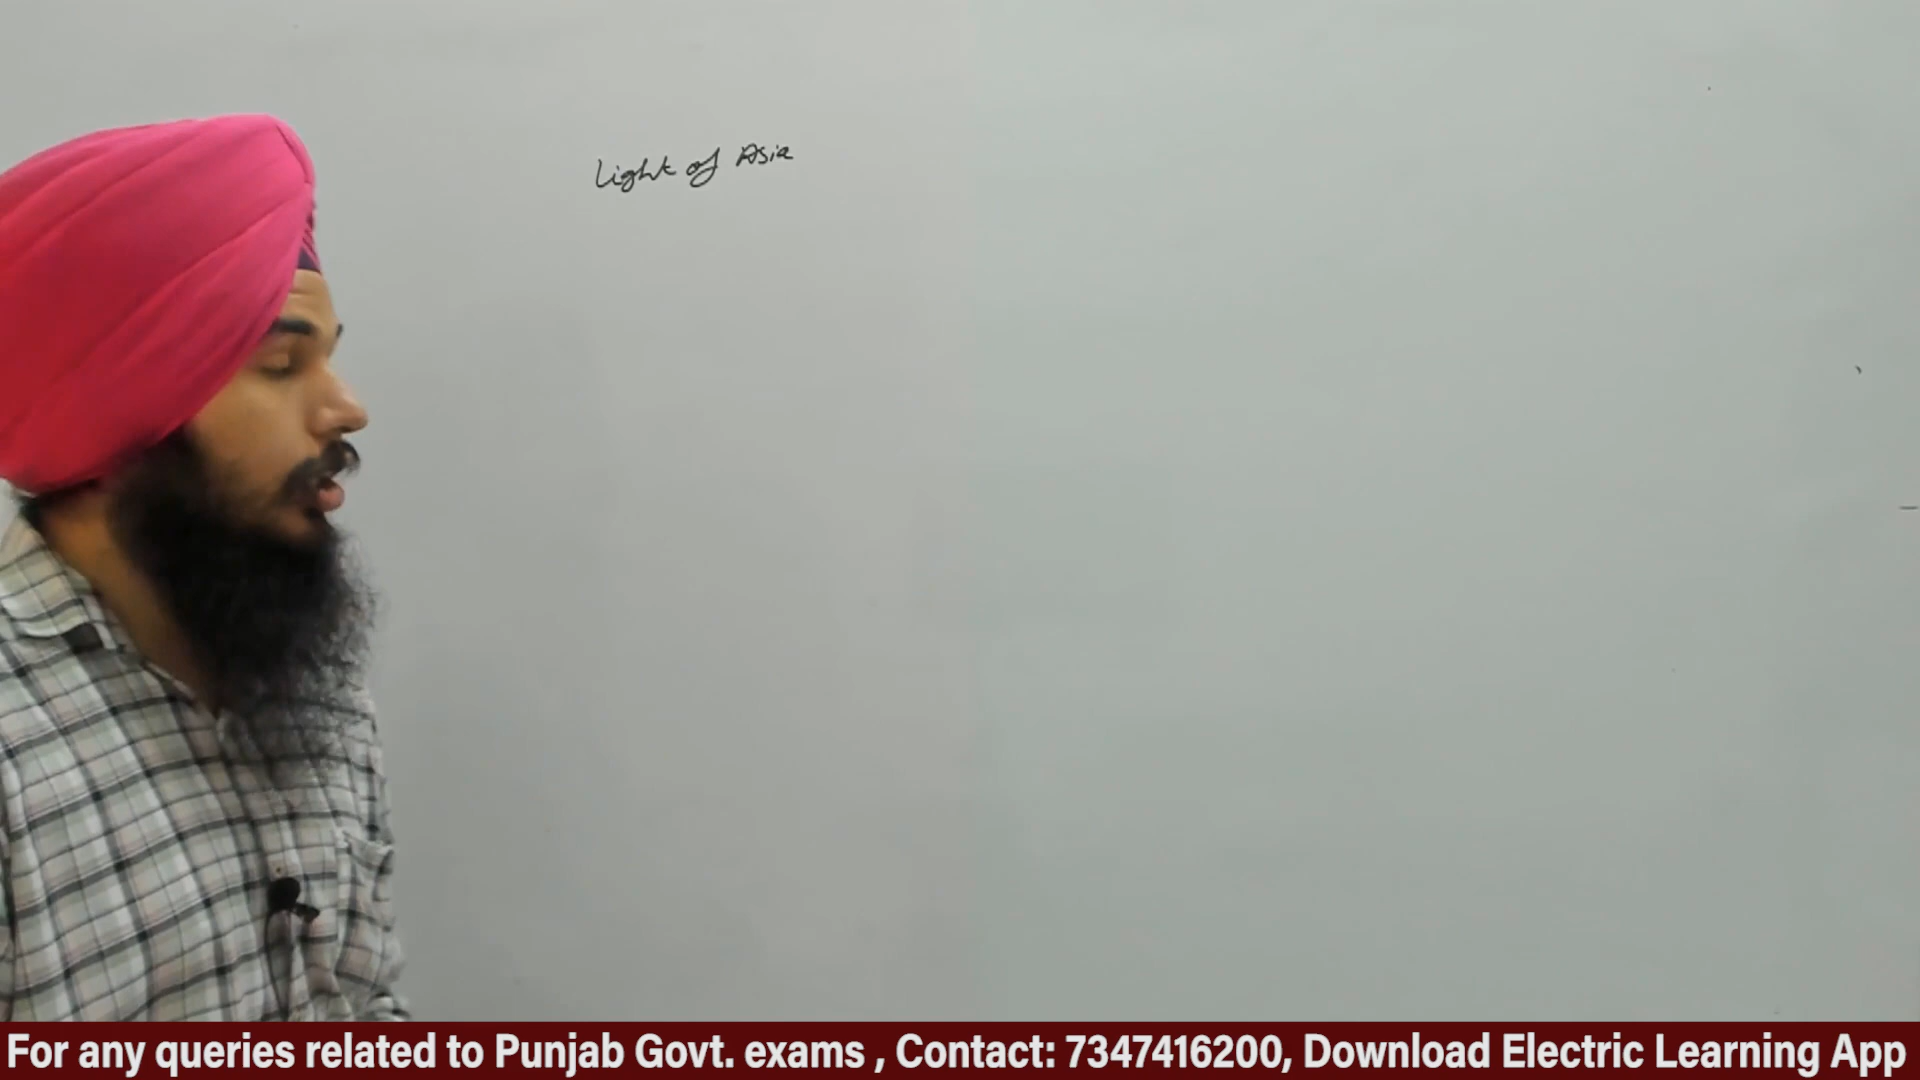 Light of Asia
For any queries related to Punjab Govt. exams , Contact: 7347416200, Download Electric Learning App